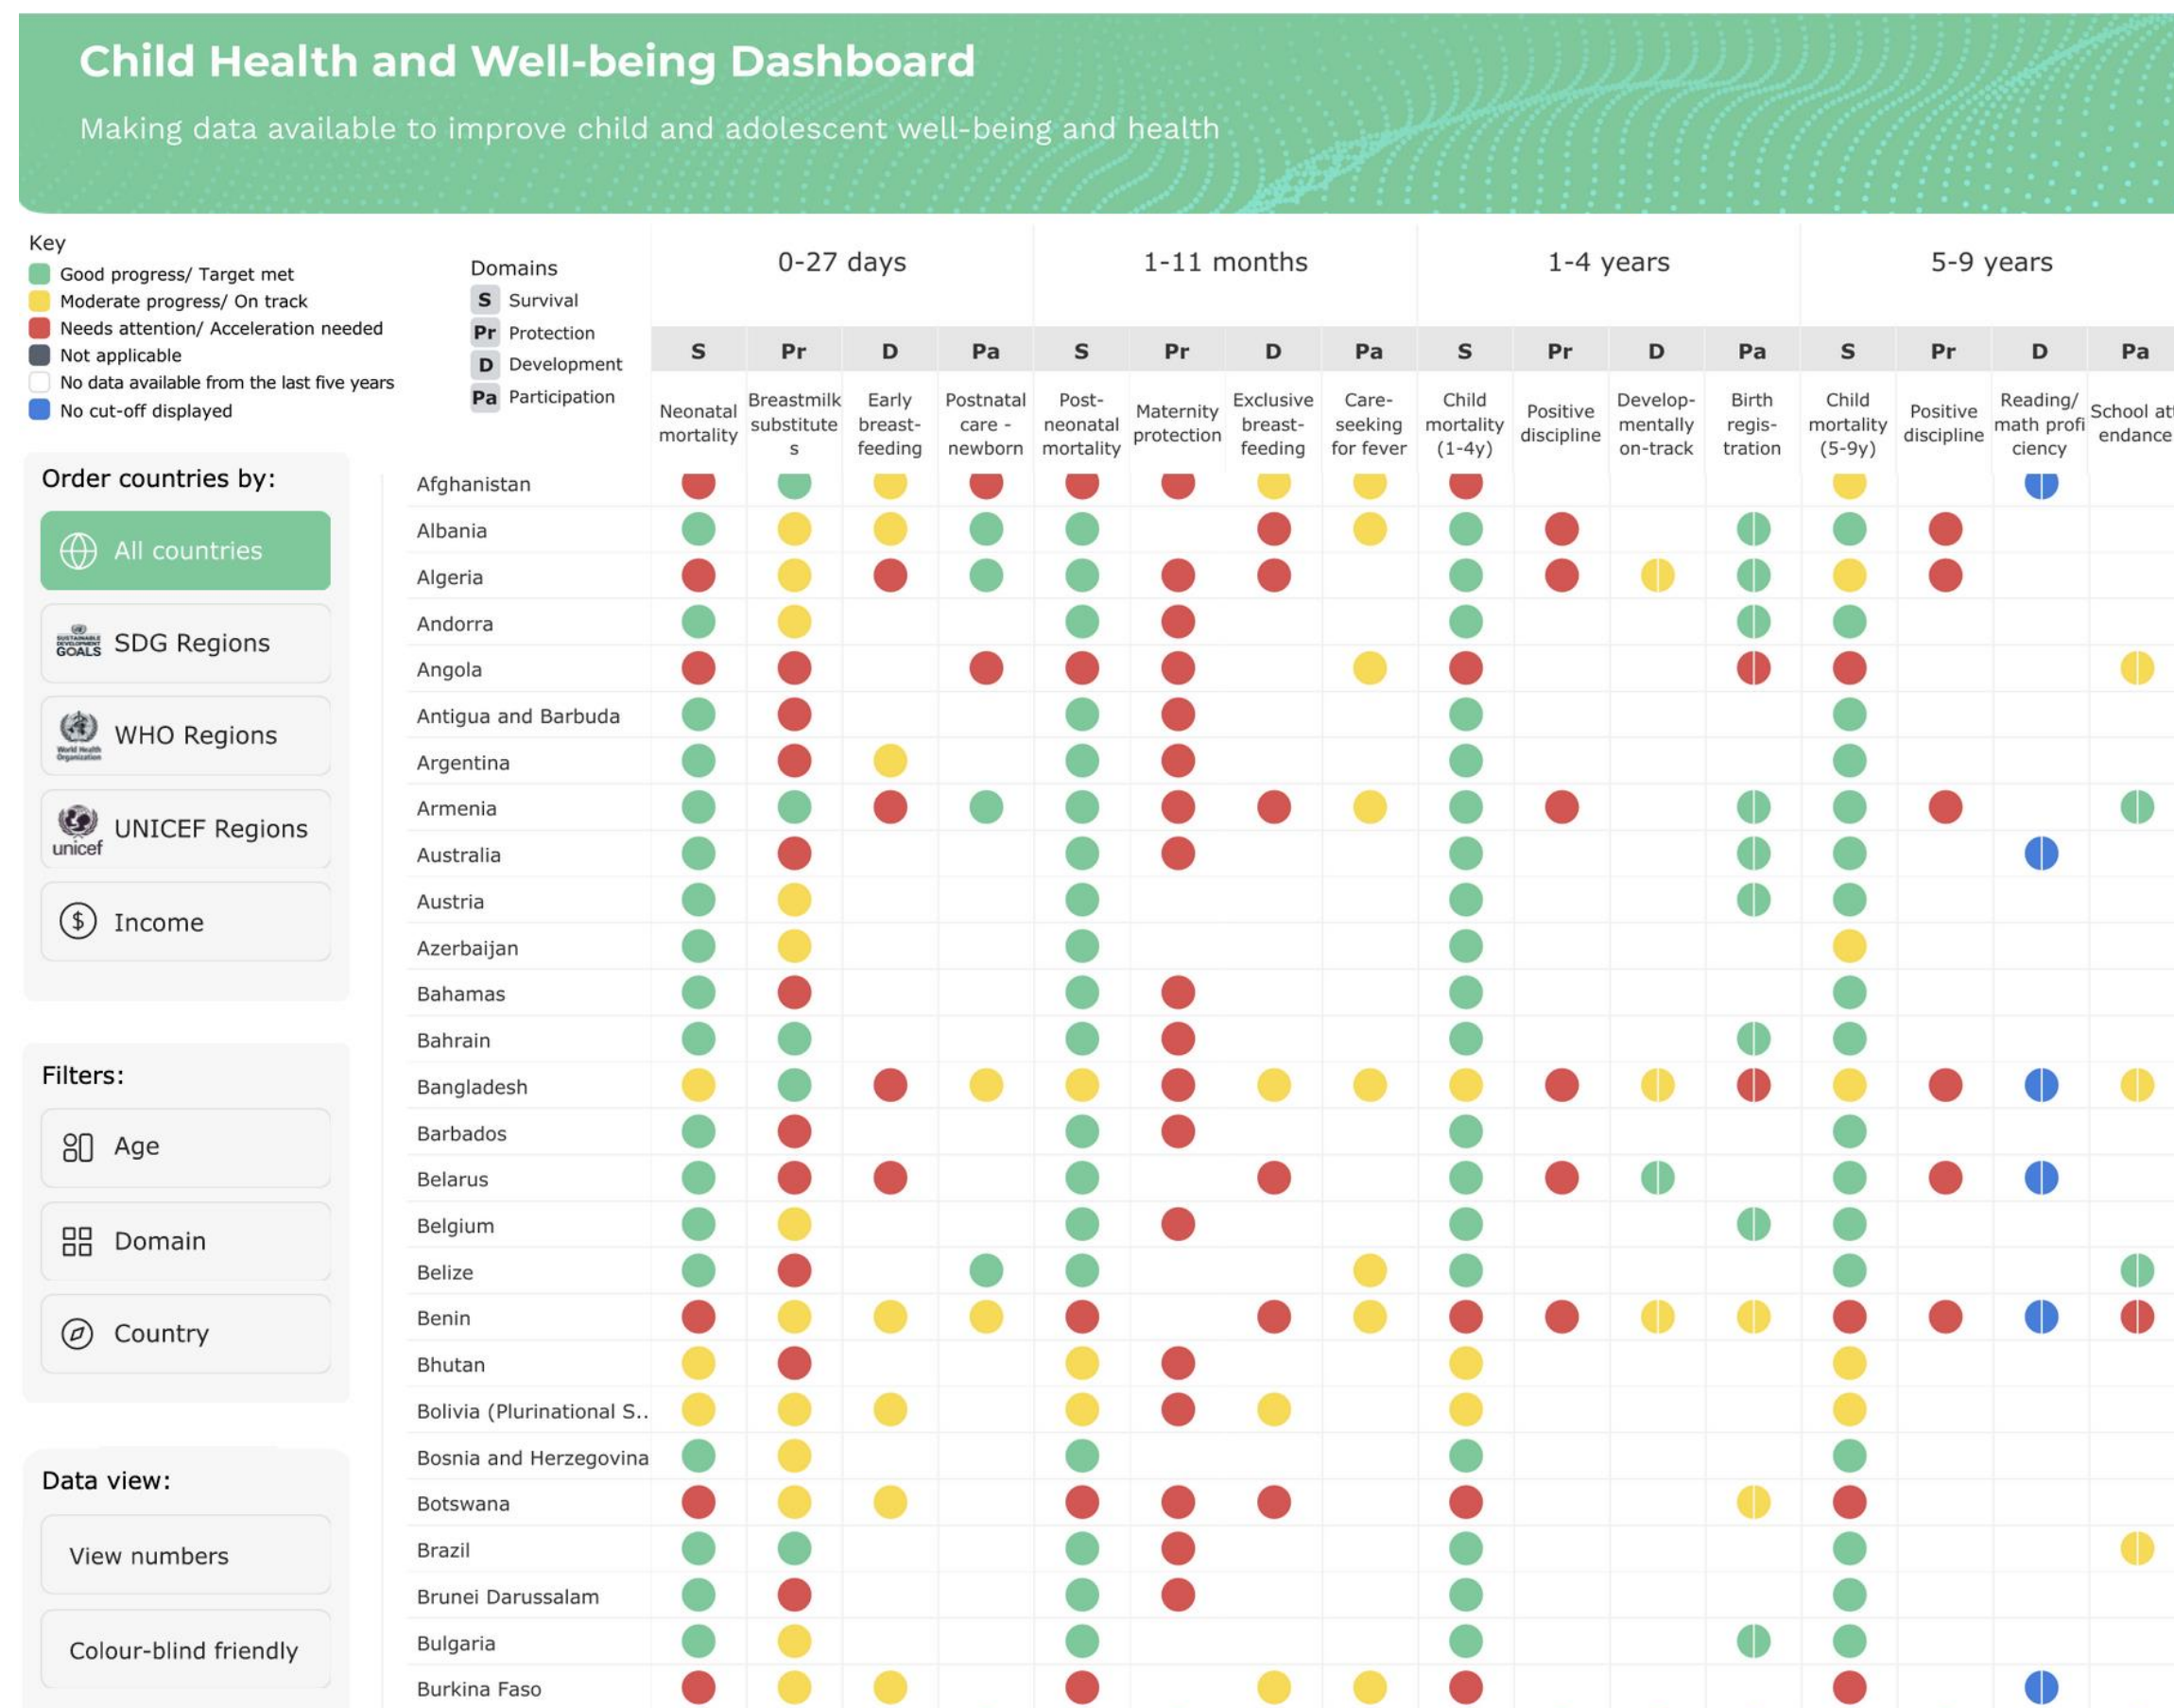 Child Health and Well-being Dashboard
Making data available to improve child and adolescent well-being and health
Key
Good progress/ Target met
Moderate progress/ On track
Needs attention/ Acceleration needed
Not applicable
No data available from the last five years
No cut-off displayed
Domains
S Survival
Pr Protection
D Development
Pa Participation
0-27 days 1-11 months 1-4 years 5-9 years
S Pr D Pa S Pr D Pa S Pr D Pa S Pr D Pa
Neonatal
mortality
Breastmilk
substitute
s
Early
breast-
feeding
Postnatal
care -
newborn
Post-
neonatal
mortality
Maternity
protection
Exclusive
breast-
feeding
Care-
seeking
for fever
Child
mortality
(1-4y)
Positive
discipline
Develop-
mentally
on-track
Birth
regis-
tration
Child
mortality
(5-9y)
Positive
discipline
Reading/
math profi
ciency
School att
endance
Order countries by:
All countries
SUSTAINABLE
DEVELOPMENT
GOALS
SDG Regions
World Health
Organization
WHO Regions
unicef
UNICEF Regions
$ Income
Filters:
Age
Domain
Country
Data view:
View numbers
Colour-blind friendly
Afghanistan
Albania
Algeria
Andorra
Angola
Antigua and Barbuda
Argentina
Armenia
Australia
Austria
Azerbaijan
Bahamas
Bahrain
Bangladesh
Barbados
Belarus
Belgium
Belize
Benin
Bhutan
Bolivia (Plurinational S..
Bosnia and Herzegovina
Botswana
Brazil
Brunei Darussalam
Bulgaria
Burkina Faso